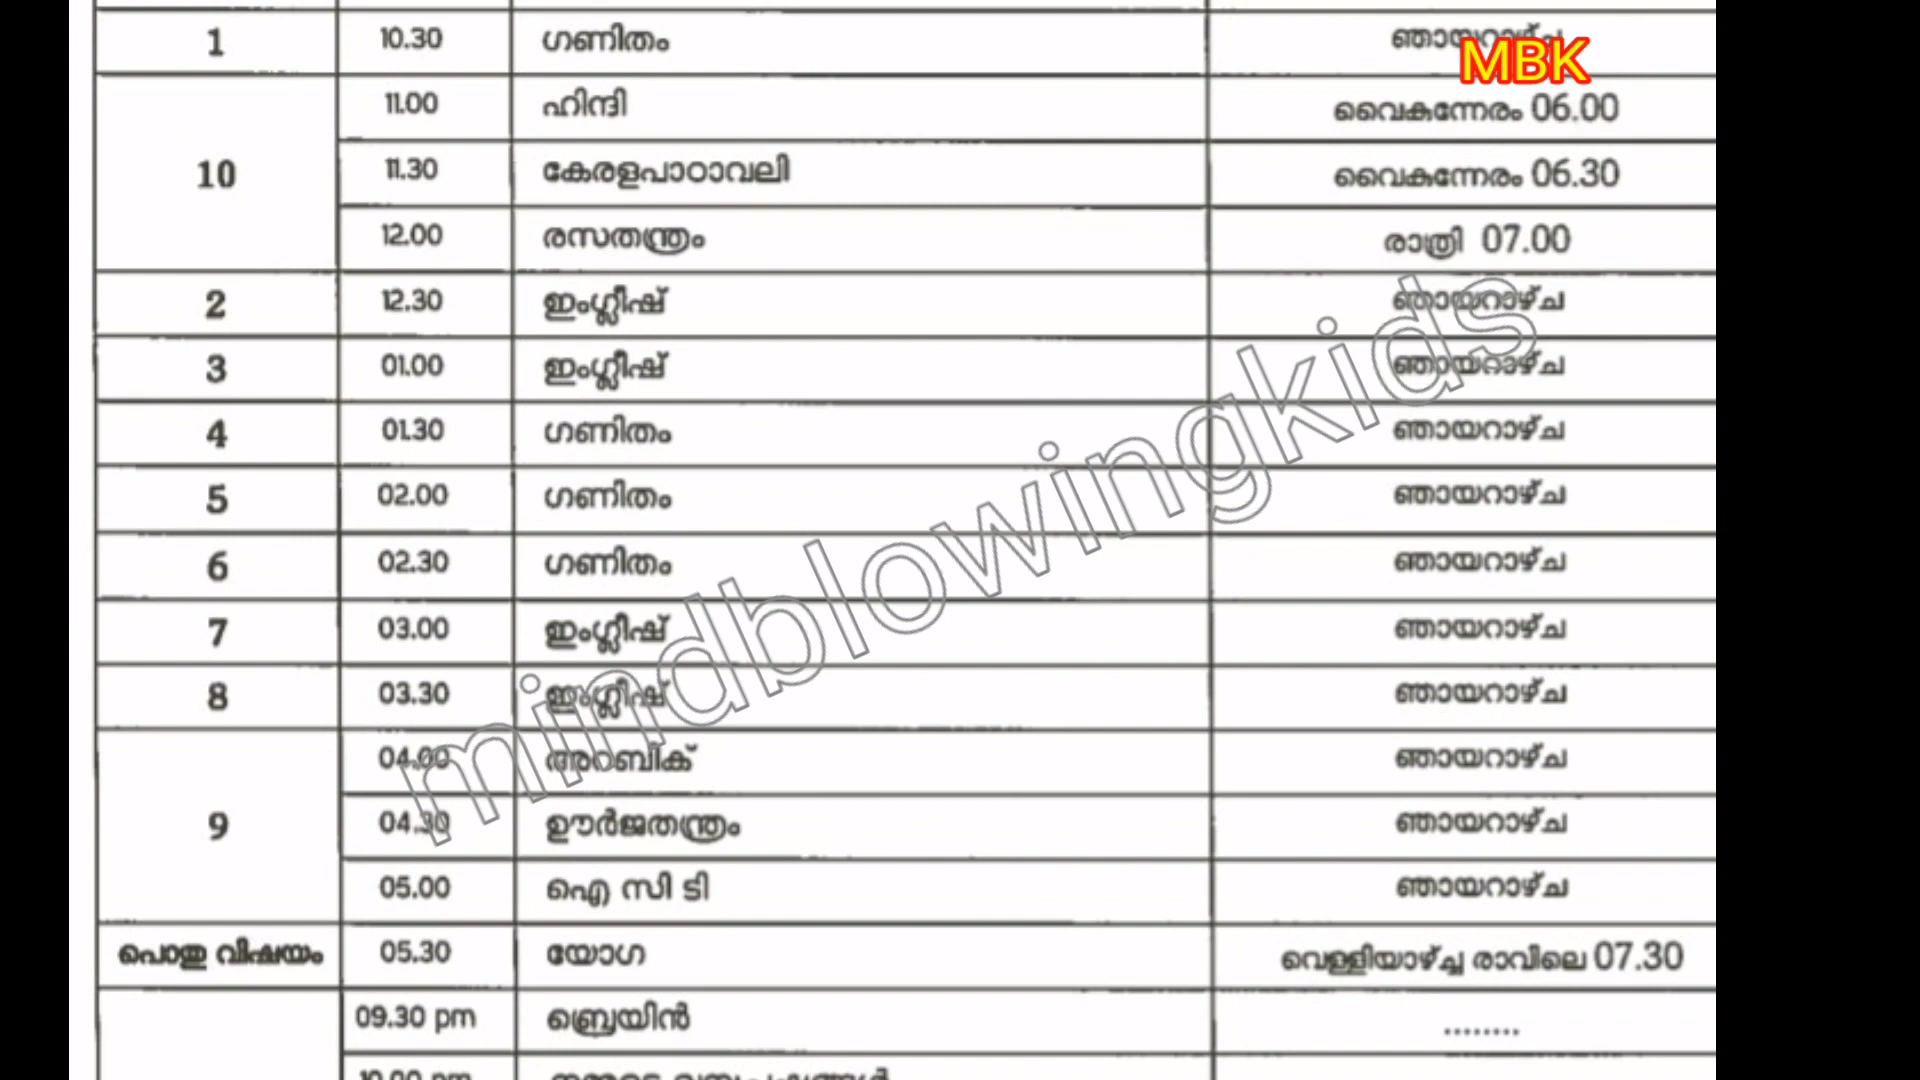 1 10.30 ഗണിതം ഞായറാഴ്ച
MBK
11.00 ഹിന്ദി വൈകുന്നേരം 06.00
10 11.30 കേരളപാഠാവലി വൈകുന്നേരം 06.30
12.00 രസതന്ത്രം രാത്രി 07.00
2 12.30 ഇംഗ്ലീഷ് ഞായറാഴ്ച
3 01.00 ഇംഗ്ലീഷ് ഞായറാഴ്ച
4 01.30 ഗണിതം ഞായറാഴ്ച
5 02.00 ഗണിതം ഞായറാഴ്ച
6 02.30 ഗണിതം ഞായറാഴ്ച
7 03.00 ഇംഗ്ലീഷ് ഞായറാഴ്ച
8 03.30 ഇംഗ്ലീഷ് ഞായറാഴ്ച
04.00 അറബിക് ഞായറാഴ്ച
9 04.30 ഊർജതന്ത്രം ഞായറാഴ്ച
05.00 ഐ സി ടി ഞായറാഴ്ച
പൊതു വിഷയം 05.30 യോഗ വെള്ളിയാഴ്ച്ച രാവിലെ 07.30
09.30 pm ബ്രെയിൻ ........
mindblowingkids